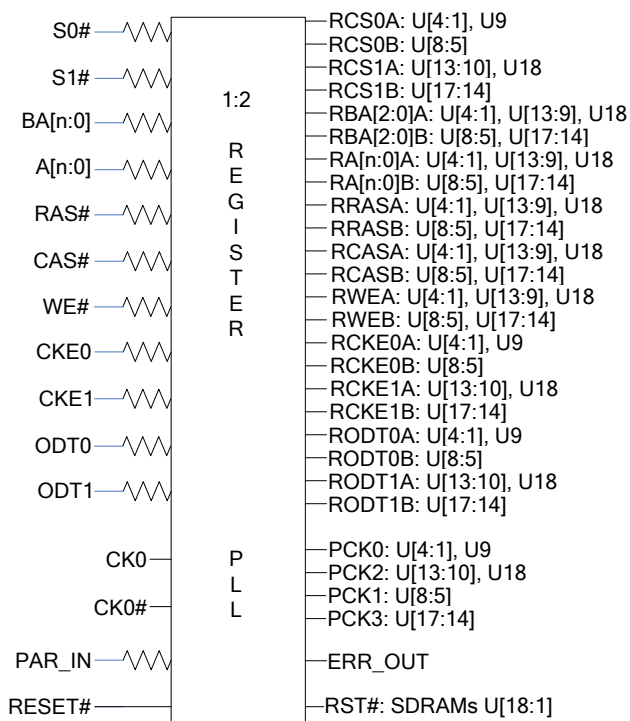 S0#
S1#
BA[n:0]
A[n:0]
RAS#
CAS#
WE#
CKE0
CKE1
ODT0
ODT1
CK0
CK0#
PAR_IN
RESET#
1:2
R
E
G
I
S
T
E
R
P
L
L
RCS0A: U[4:1], U9
RCS0B: U[8:5]
RCS1A: U[13:10], U18
RCS1B: U[17:14]
RBA[2:0]A: U[4:1], U[13:9], U18
RBA[2:0]B: U[8:5], U[17:14]
RA[n:0]A: U[4:1], U[13:9], U18
RA[n:0]B: U[8:5], U[17:14]
RRASA: U[4:1], U[13:9], U18
RRASB: U[8:5], U[17:14]
RCASA: U[4:1], U[13:9], U18
RCASB: U[8:5], U[17:14]
RWEA: U[4:1], U[13:9], U18
RWEB: U[8:5], U[17:14]
RCKE0A: U[4:1], U9
RCKE0B: U[8:5]
RCKE1A: U[13:10], U18
RCKE1B: U[17:14]
RODT0A: U[4:1], U9
RODT0B: U[8:5]
RODT1A: U[13:10], U18
RODT1B: U[17:14]
PCK0: U[4:1], U9
PCK2: U[13:10], U18
PCK1: U[8:5]
PCK3: U[17:14]
ERR_OUT
RST#: SDRAMs U[18:1]